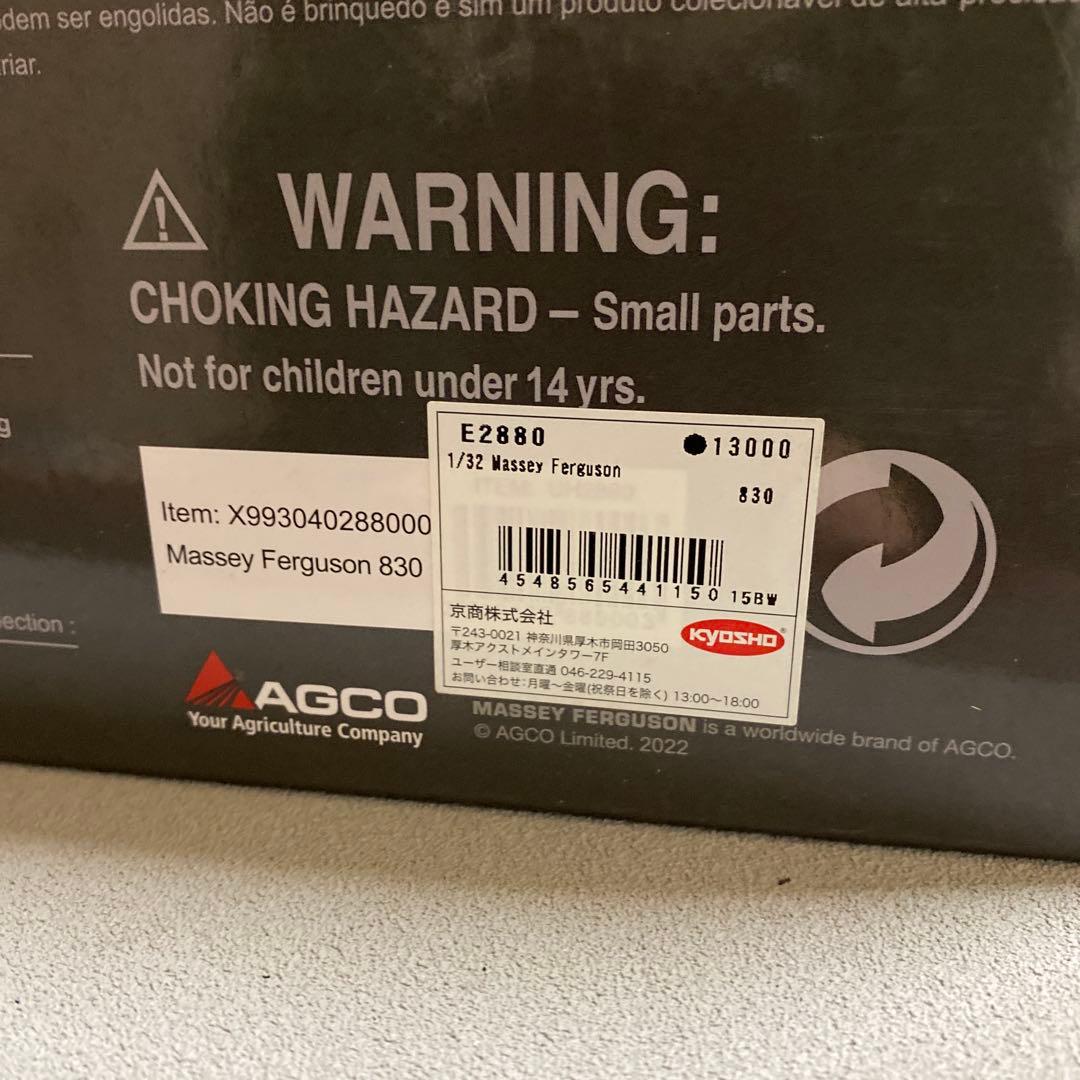 dem ser engolidas. Não é brinquedo e sim um produto colecionável de alta
riar.
WARNING:
CHOKING HAZARD – Small parts.
Not for children under 14 yrs.
g
Item: X993040288000
Massey Ferguson 830
ection :
E2880 ●13000
1/32 Massey Ferguson
830
4548565441150 15BW
京商株式会社
〒243-0021 神奈川県厚木市岡田3050
厚木アクストメインタワー7F
ユーザー相談室直通 046-229-4115
お問い合わせ:月曜〜金曜(祝祭日を除く) 13:00〜18:00
KYOSHO
AGCO
Your Agriculture Company
MASSEY FERGUSON is a worldwide brand of AGCO.
© AGCO Limited. 2022